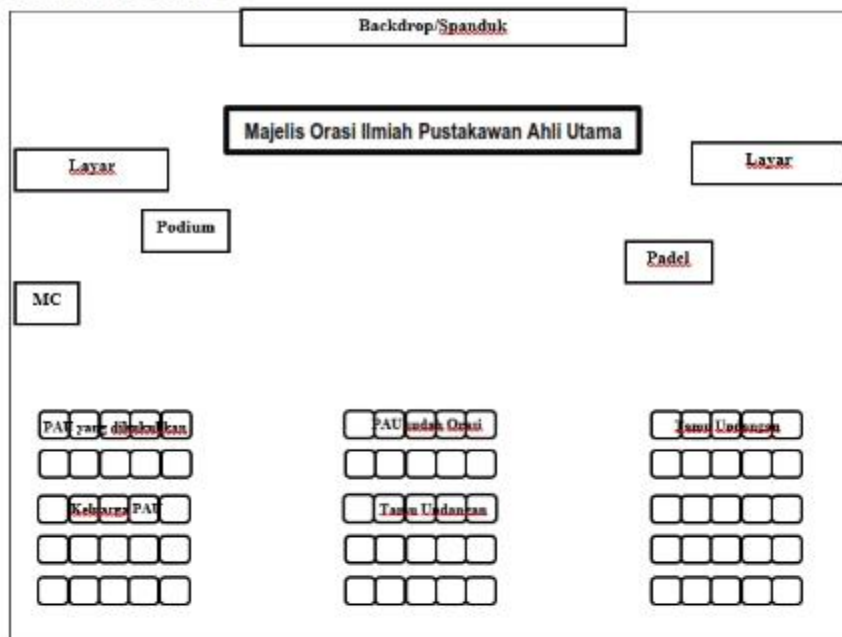 Backdrop/Spanduk
Majelis Orasi Ilmiah Pustakawan Ahli Utama
Layar
Layar
Podium
Padel
MC
PAU yang dikukuhkan
PAU sudah Orasi
Tamu Undangan
Keluarga PAU
Tamu Undangan